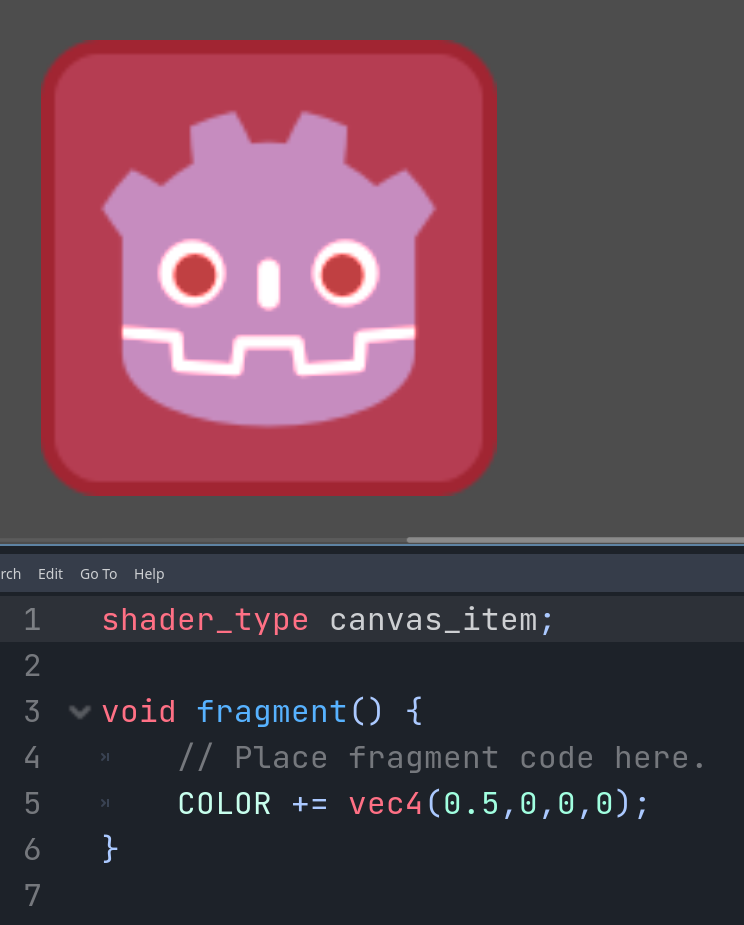 rch Edit Go To Help
1 shader_type canvas_item;
2
3 void fragment() {
4 // Place fragment code here.
5 COLOR += vec4(0.5,0,0,0);
6 }
7